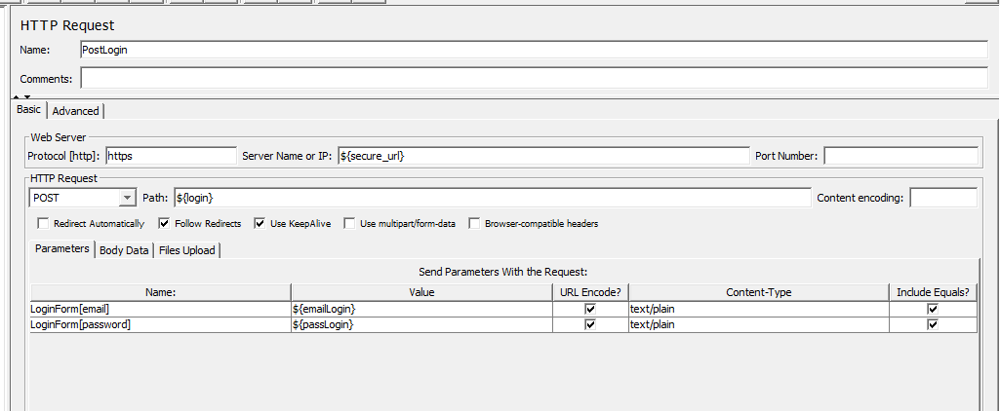 HTTP Request
Name: PostLogin
Comments:
Basic Advanced
Web Server
Protocol [http]: https Server Name or IP: ${secure_url} Port Number:
HTTP Request
POST Path: ${login} Content encoding:
Redirect Automatically Follow Redirects Use KeepAlive Use multipart/form-data Browser-compatible headers
Parameters Body Data Files Upload
Send Parameters With the Request:
Name: Value URL Encode? Content-Type Include Equals?
LoginForm[email] ${emailLogin} text/plain
LoginForm[password] ${passLogin} text/plain